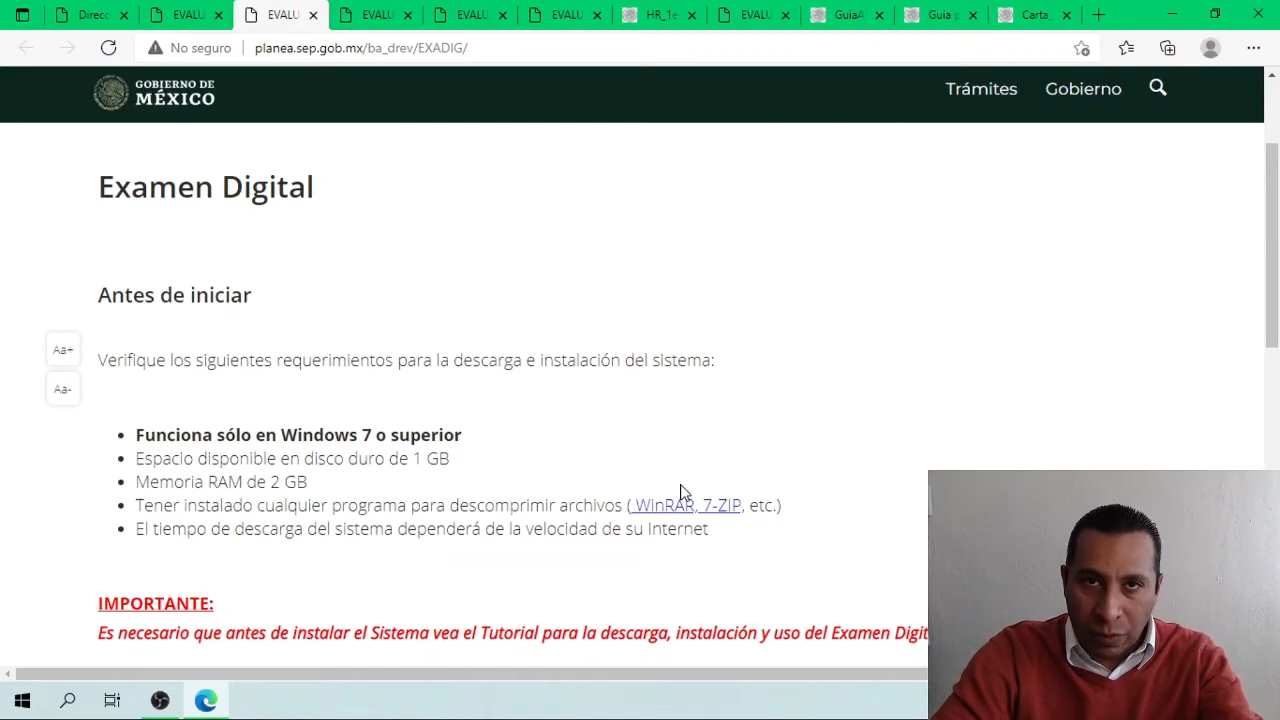 Direcc
EVALU
EVALU
EVALU
EVALU
EVALU
HR_1e
EVALU
GuiaA
Guía p
Carta_
No seguro
planea.sep.gob.mx/ba_drev/EXADIG/
GOBIERNO DE
MÉXICO
Trámites
Gobierno
Examen Digital
Antes de iniciar
Aa+
Aa-
Verifique los siguientes requerimientos para la descarga e instalación del sistema:
• Funciona sólo en Windows 7 o superior
• Espacio disponible en disco duro de 1 GB
• Memoria RAM de 2 GB
• Tener instalado cualquier programa para descomprimir archivos ( WinRAR, 7-ZIP, etc.)
• El tiempo de descarga del sistema dependerá de la velocidad de su Internet
IMPORTANTE:
Es necesario que antes de instalar el Sistema vea el Tutorial para la descarga, instalación y uso del Examen Digit